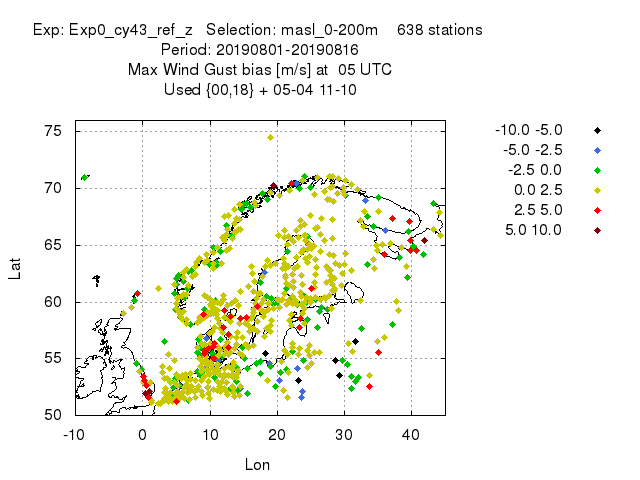 Exp: Exp0_cy43_ref_z Selection: masl_0-200m 638 stations
Period: 20190801-20190816
Max Wind Gust bias [m/s] at 05 UTC
Used {00,18} + 05-04 11-10
-10.0 -5.0
-5.0 -2.5
-2.5 0.0
0.0 2.5
2.5 5.0
5.0 10.0
75
70
65
60
55
50
Lat
-10 0 10 20 30 40
Lon